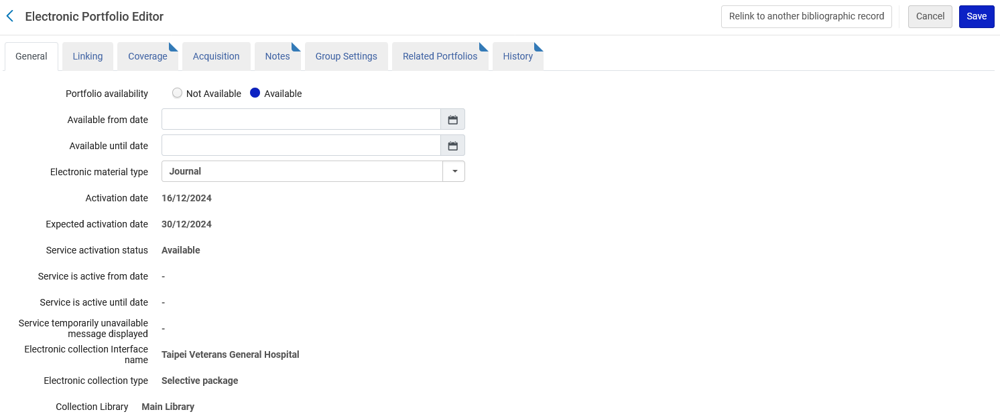 Electronic Portfolio Editor
Relink to another bibliographic record
Cancel
Save
General
Linking
Coverage
Acquisition
Notes
Group Settings
Related Portfolios
History
Portfolio availability Not Available Available
Available from date
Available until date
Electronic material type Journal
Activation date 16/12/2024
Expected activation date 30/12/2024
Service activation status Available
Service is active from date -
Service is active until date -
Service temporarily unavailable
message displayed -
Electronic collection Interface
name Taipei Veterans General Hospital
Electronic collection type Selective package
Collection Library Main Library